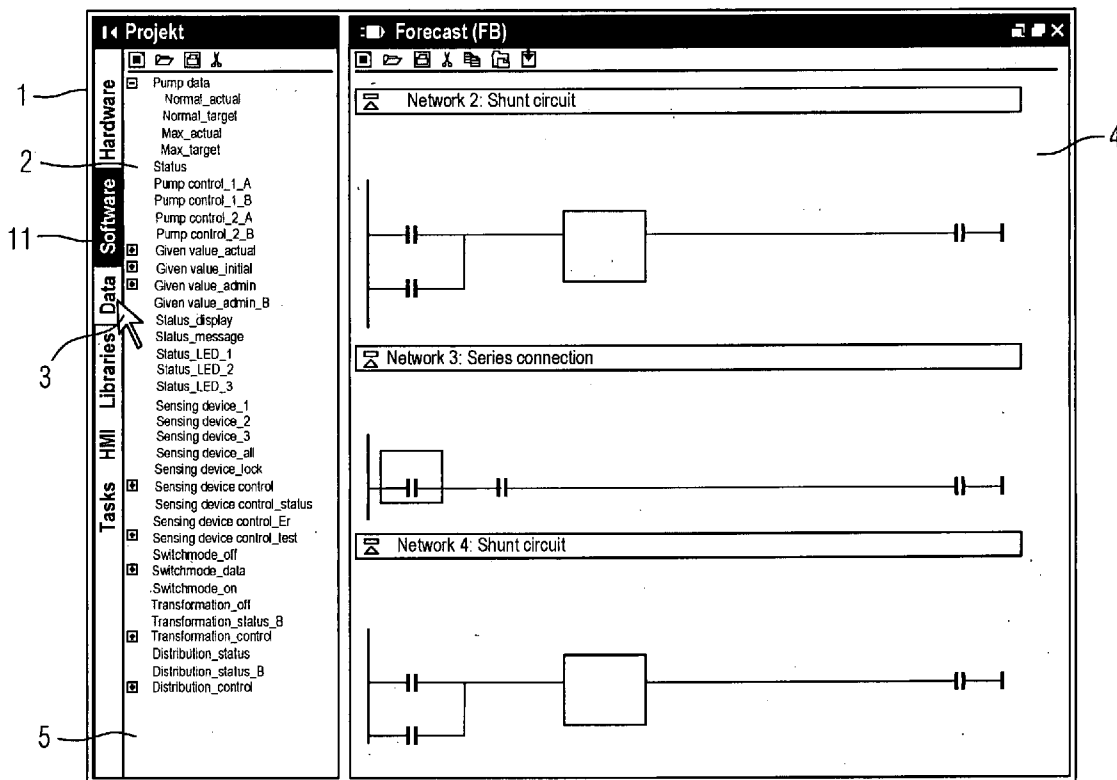 Projekt
Forecast (FB)
1
Hardware
2
11
Software
Data
3
Libraries
HMI
Tasks
5
Pump data
Normal_actual
Normal_target
Max_actual
Max_target
Status
Pump control_1_A
Pump control_1_B
Pump control_2_A
Pump control_2_B
Given value_actual
Given value_initial
Given value_admin
Given value_admin_B
Status_display
Status_message
Status_LED_1
Status_LED_2
Status_LED_3
Sensing device_1
Sensing device_2
Sensing device_3
Sensing device_all
Sensing device_lock
Sensing device control
Sensing device control_status
Sensing device control_Er
Sensing device control_test
Switchmode_off
Switchmode_data
Switchmode_on
Transformation_off
Transformation_status_B
Transformation_control
Distribution_status
Distribution_status_B
Distribution_control
Network 2: Shunt circuit
4
Network 3: Series connection
Network 4: Shunt circuit